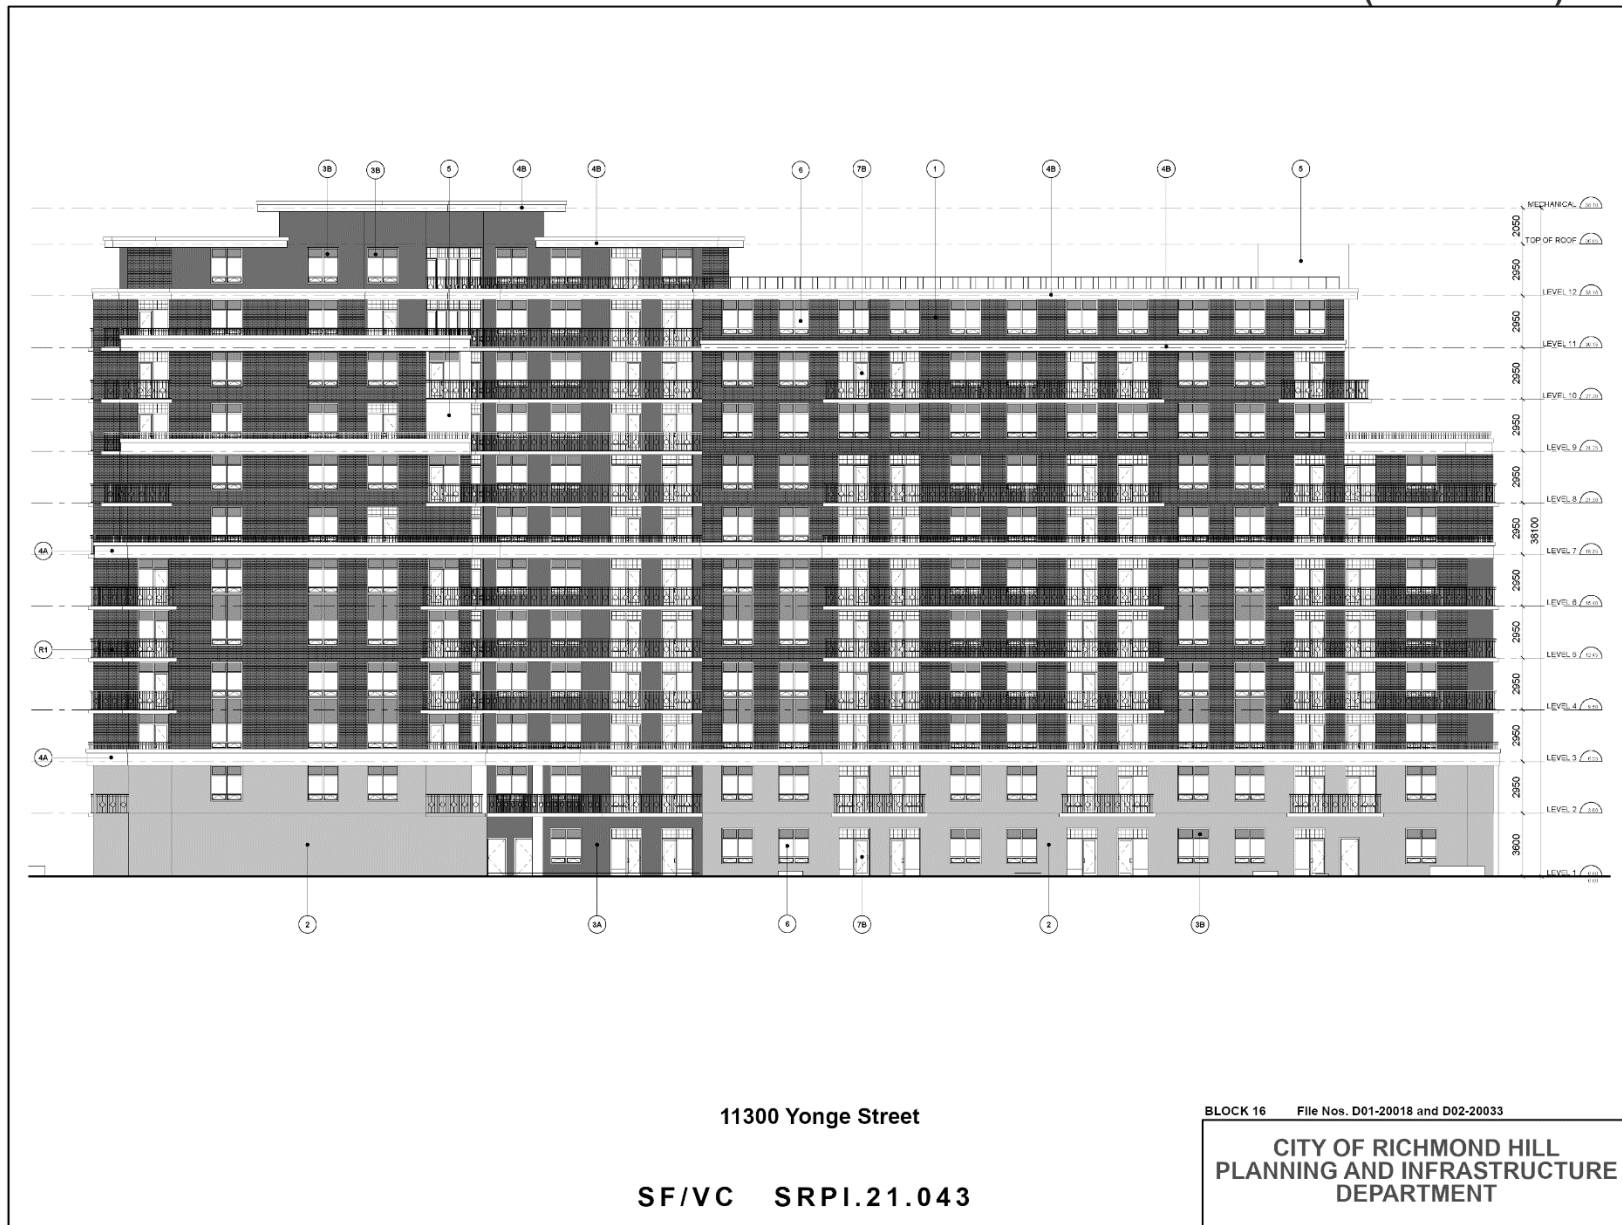 3B 3B 5 4B 4B 6 7B 1 4B 4B 5
MECHANICAL
2050
TOP OF ROOF
2950
LEVEL 12
2950
LEVEL 11
2950
LEVEL 10
2950
LEVEL 9
2950
LEVEL 8
2950
38100
4A
LEVEL 7
2950
LEVEL 6
2950
R1
LEVEL 5
2950
LEVEL 4
2950
4A
LEVEL 3
2950
LEVEL 2
3600
LEVEL 1
2 3A 6 7B 2 3B
11300 Yonge Street
BLOCK 16 File Nos. D01-20018 and D02-20033
CITY OF RICHMOND HILL
PLANNING AND INFRASTRUCTURE
DEPARTMENT
SF/VC SRPI.21.043